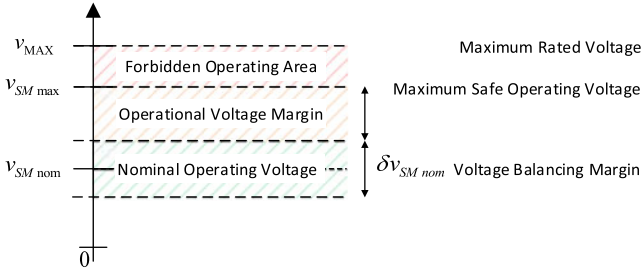 v_MAX
Maximum Rated Voltage
Forbidden Operating Area
v_SM max
Maximum Safe Operating Voltage
Operational Voltage Margin
v_SM nom
Nominal Operating Voltage
δv_SM nom Voltage Balancing Margin
0